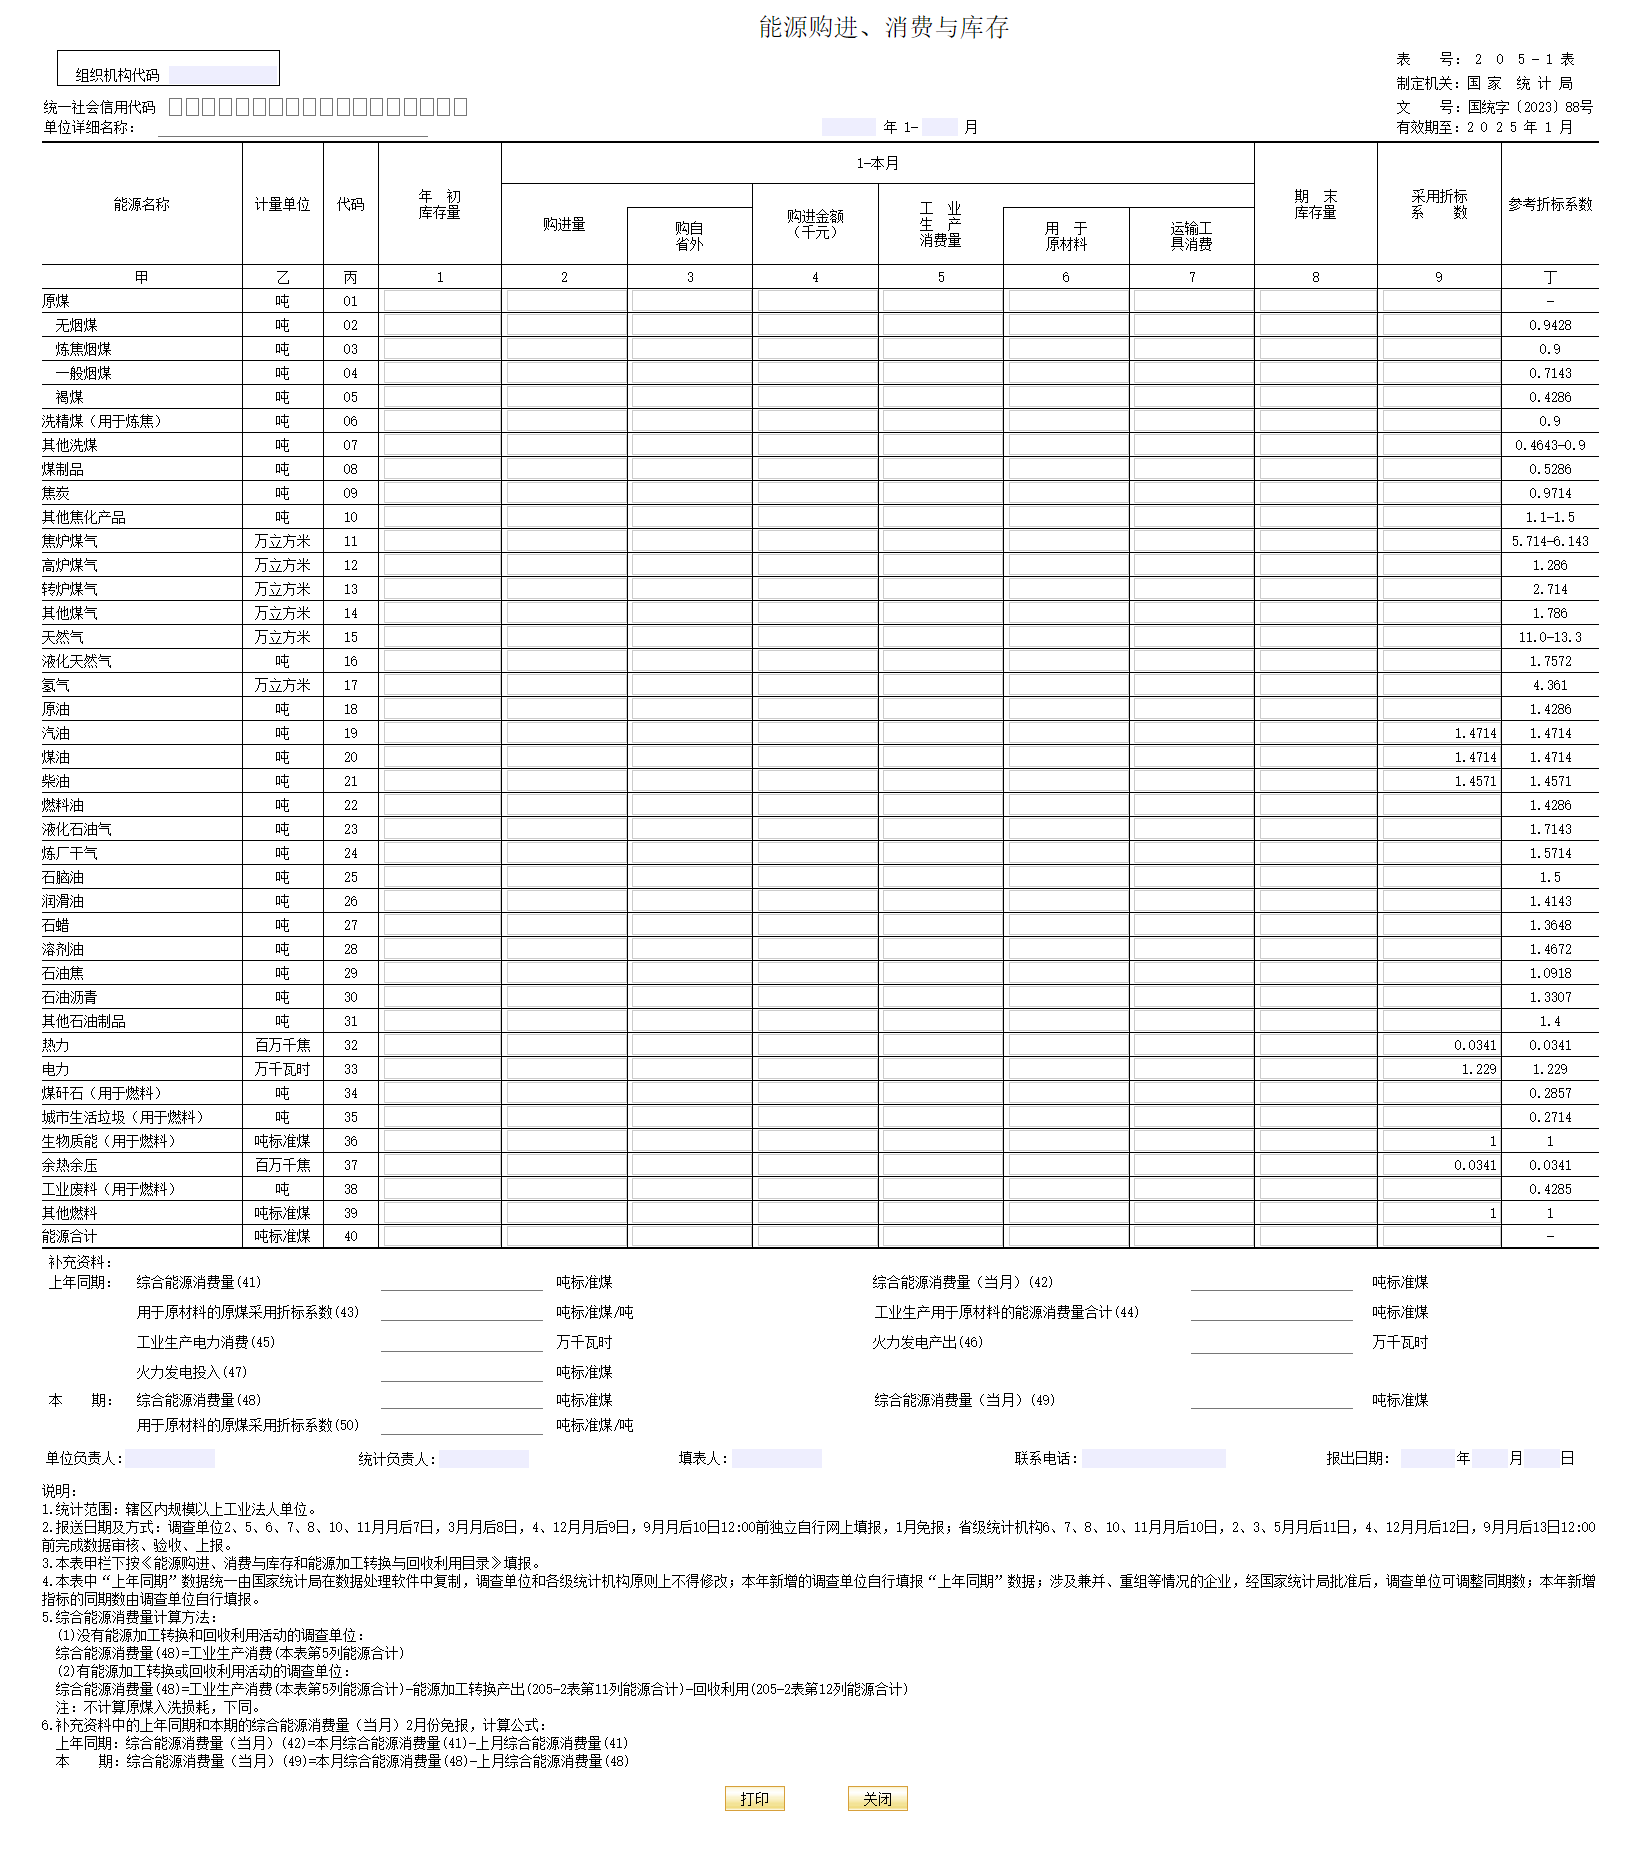 能源购进、消费与库存
组织机构代码
表　　号：２０５－１表
制定机关：国家统计局
统一社会信用代码
文　　号：国统字〔2023〕88号
单位详细名称：
年 1— 月
有效期至：2025年1月
能源名称 计量单位 代码 年 初 库存量 1—本月 期 末 库存量 采用折标 系 数 参考折标系数
购进量 购自 省外 购进金额 （千元） 工 业 生 产 消费量 用 于 原材料 运输工 具消费
甲 乙 丙 1 2 3 4 5 6 7 8 9 丁
原煤 吨 01 —
无烟煤 吨 02 0.9428
炼焦烟煤 吨 03 0.9
一般烟煤 吨 04 0.7143
褐煤 吨 05 0.4286
洗精煤（用于炼焦） 吨 06 0.9
其他洗煤 吨 07 0.4643—0.9
煤制品 吨 08 0.5286
焦炭 吨 09 0.9714
其他焦化产品 吨 10 1.1—1.5
焦炉煤气 万立方米 11 5.714—6.143
高炉煤气 万立方米 12 1.286
转炉煤气 万立方米 13 2.714
其他煤气 万立方米 14 1.786
天然气 万立方米 15 11.0—13.3
液化天然气 吨 16 1.7572
氢气 万立方米 17 4.361
原油 吨 18 1.4286
汽油 吨 19 1.4714 1.4714
煤油 吨 20 1.4714 1.4714
柴油 吨 21 1.4571 1.4571
燃料油 吨 22 1.4286
液化石油气 吨 23 1.7143
炼厂干气 吨 24 1.5714
石脑油 吨 25 1.5
润滑油 吨 26 1.4143
石蜡 吨 27 1.3648
溶剂油 吨 28 1.4672
石油焦 吨 29 1.0918
石油沥青 吨 30 1.3307
其他石油制品 吨 31 1.4
热力 百万千焦 32 0.0341 0.0341
电力 万千瓦时 33 1.229 1.229
煤矸石（用于燃料） 吨 34 0.2857
城市生活垃圾（用于燃料） 吨 35 0.2714
生物质能（用于燃料） 吨标准煤 36 1 1
余热余压 百万千焦 37 0.0341 0.0341
工业废料（用于燃料） 吨 38 0.4285
其他燃料 吨标准煤 39 1 1
能源合计 吨标准煤 40 —
补充资料：
上年同期： 综合能源消费量(41) 吨标准煤 综合能源消费量（当月）(42) 吨标准煤
用于原材料的原煤采用折标系数(43) 吨标准煤/吨 工业生产用于原材料的能源消费量合计(44) 吨标准煤
工业生产电力消费(45) 万千瓦时 火力发电产出(46) 万千瓦时
火力发电投入(47) 吨标准煤
本　　期： 综合能源消费量(48) 吨标准煤 综合能源消费量（当月）(49) 吨标准煤
用于原材料的原煤采用折标系数(50) 吨标准煤/吨
单位负责人： 统计负责人： 填表人： 联系电话： 报出日期： 年 月 日
说明：
1.统计范围：辖区内规模以上工业法人单位。
2.报送日期及方式：调查单位2、5、6、7、8、10、11月月后7日，3月月后8日，4、12月月后9日，9月月后10日12:00前独立自行网上填报，1月免报；省级统计机构6、7、8、10、11月月后10日，2、3、5月月后11日，4、12月月后12日，9月月后13日12:00
前完成数据审核、验收、上报。
3.本表甲栏下按《能源购进、消费与库存和能源加工转换与回收利用目录》填报。
4.本表中“上年同期”数据统一由国家统计局在数据处理软件中复制，调查单位和各级统计机构原则上不得修改；本年新增的调查单位自行填报“上年同期”数据；涉及兼并、重组等情况的企业，经国家统计局批准后，调查单位可调整同期数；本年新增
指标的同期数由调查单位自行填报。
5.综合能源消费量计算方法：
(1)没有能源加工转换和回收利用活动的调查单位：
综合能源消费量(48)=工业生产消费(本表第5列能源合计)
(2)有能源加工转换或回收利用活动的调查单位：
综合能源消费量(48)=工业生产消费(本表第5列能源合计)-能源加工转换产出(205-2表第11列能源合计)-回收利用(205-2表第12列能源合计)
注：不计算原煤入洗损耗，下同。
6.补充资料中的上年同期和本期的综合能源消费量（当月）2月份免报，计算公式：
上年同期：综合能源消费量（当月）(42)=本月综合能源消费量(41)-上月综合能源消费量(41)
本　　期：综合能源消费量（当月）(49)=本月综合能源消费量(48)-上月综合能源消费量(48)
打印 关闭